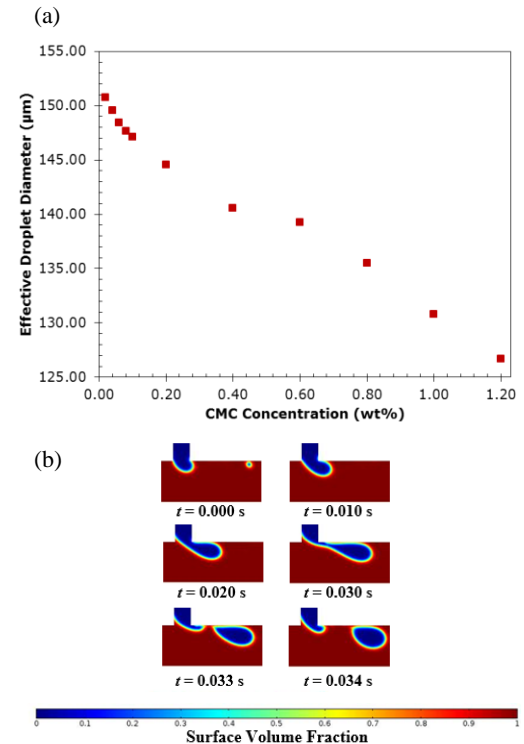 (a)
155.00
150.00
145.00
140.00
135.00
130.00
125.00
Effective Droplet Diameter (µm)
0.00 0.20 0.40 0.60 0.80 1.00 1.20
CMC Concentration (wt%)
(b)
t = 0.000 s t = 0.010 s
t = 0.020 s t = 0.030 s
t = 0.033 s t = 0.034 s
0 0.1 0.2 0.3 0.4 0.5 0.6 0.7 0.8 0.9 1
Surface Volume Fraction